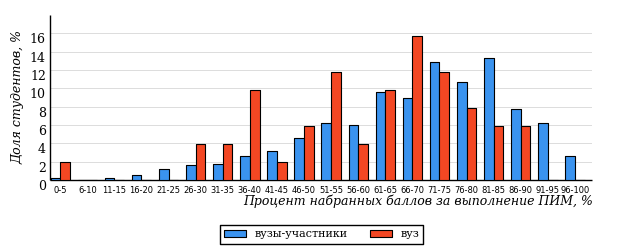 Доля студентов, %
16
14
12
10
8
6
4
2
0
0-5 6-10 11-15 16-20 21-25 26-30 31-35 36-40 41-45 46-50 51-55 56-60 61-65 66-70 71-75 76-80 81-85 86-90 91-95 96-100
Процент набранных баллов за выполнение ПИМ, %
вузы-участники вуз